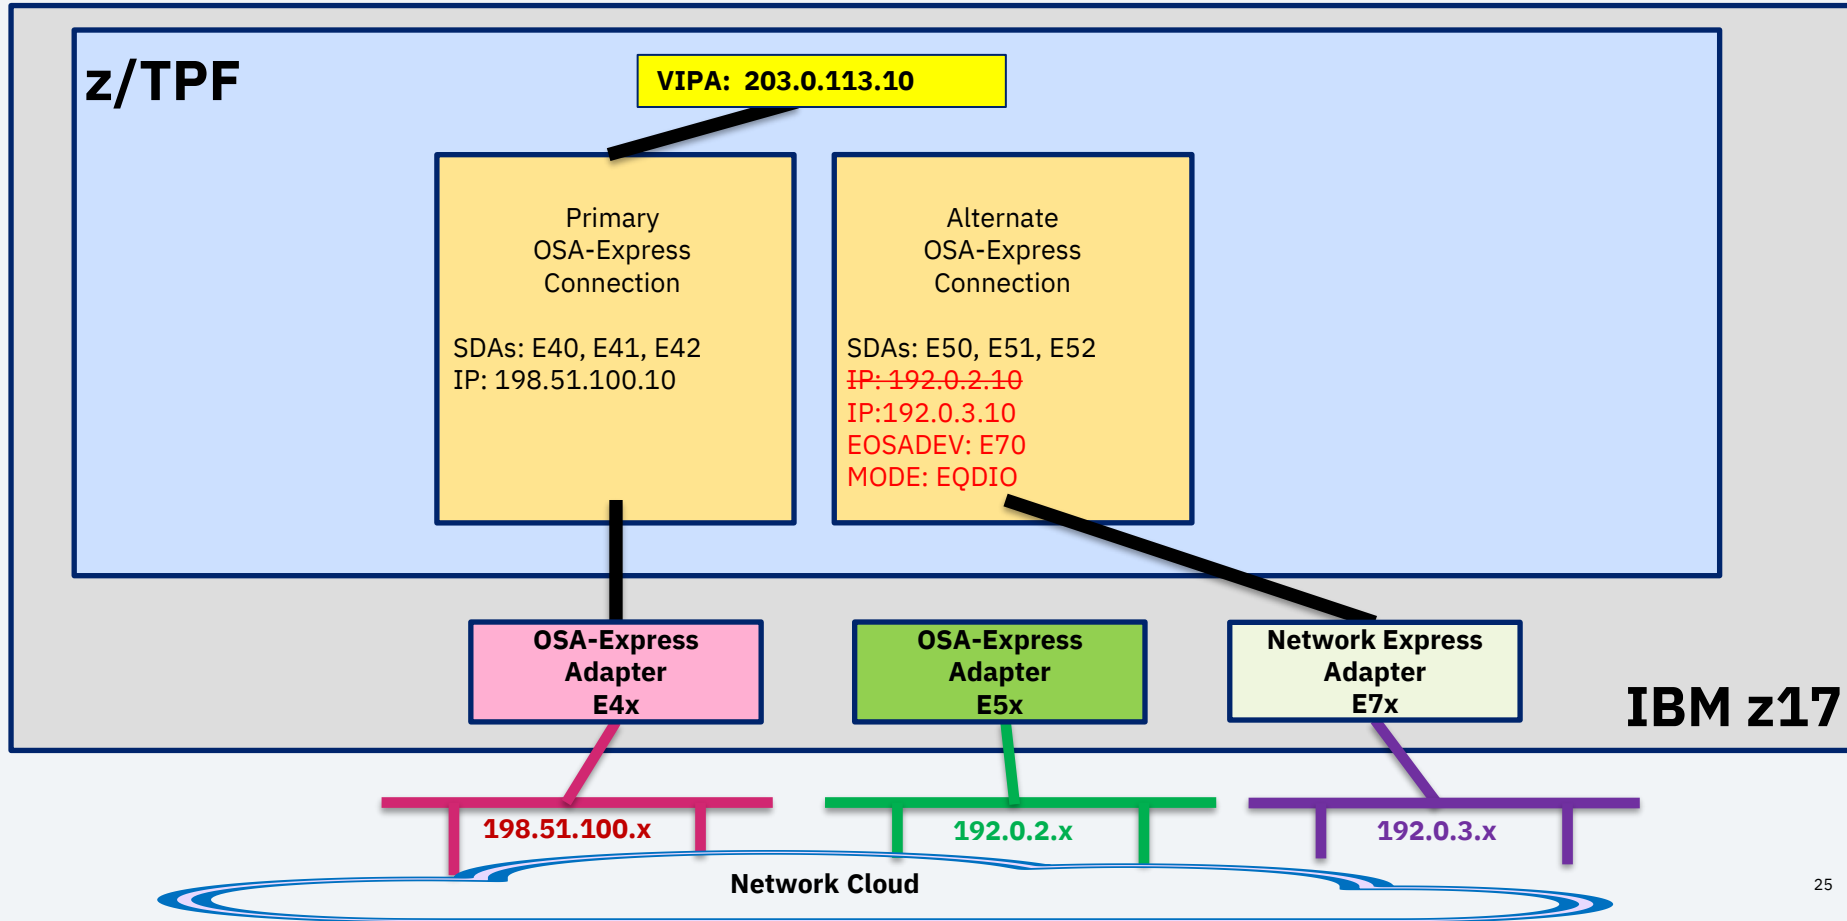 z/TPF
VIPA:  203.0.113.10
Primary
OSA-Express
Connection
SDAs: E40, E41, E42
IP: 198.51.100.10
Alternate
OSA-Express
Connection
SDAs: E50, E51, E52
IP: 192.0.2.10
IP:192.0.3.10
EOSADEV: E70
MODE: EQDIO
OSA-Express
Adapter
E4x
OSA-Express
Adapter
E5x
Network Express
Adapter
E7x
IBM z17
198.51.100.x
192.0.2.x
192.0.3.x
Network Cloud
25